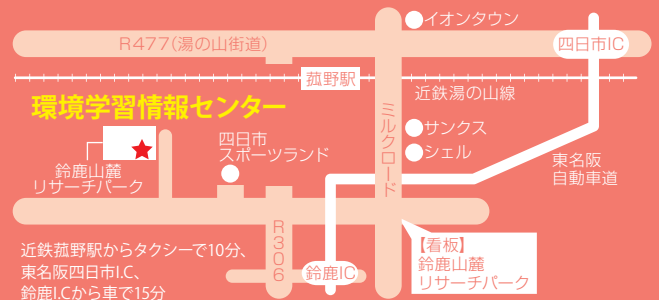 イオンタウン
R477(湯の山街道)
四日市IC
菰野駅
近鉄湯の山線
環境学習情報センター
ミルクロード
サンクス
シェル
四日市
スポーツランド
東名阪
自動車道
鈴鹿山麓
リサーチパーク
R306
鈴鹿IC
【看板】
鈴鹿山麓
リサーチパーク
近鉄菰野駅からタクシーで10分、
東名阪四日市I.C、
鈴鹿I.Cから車で15分